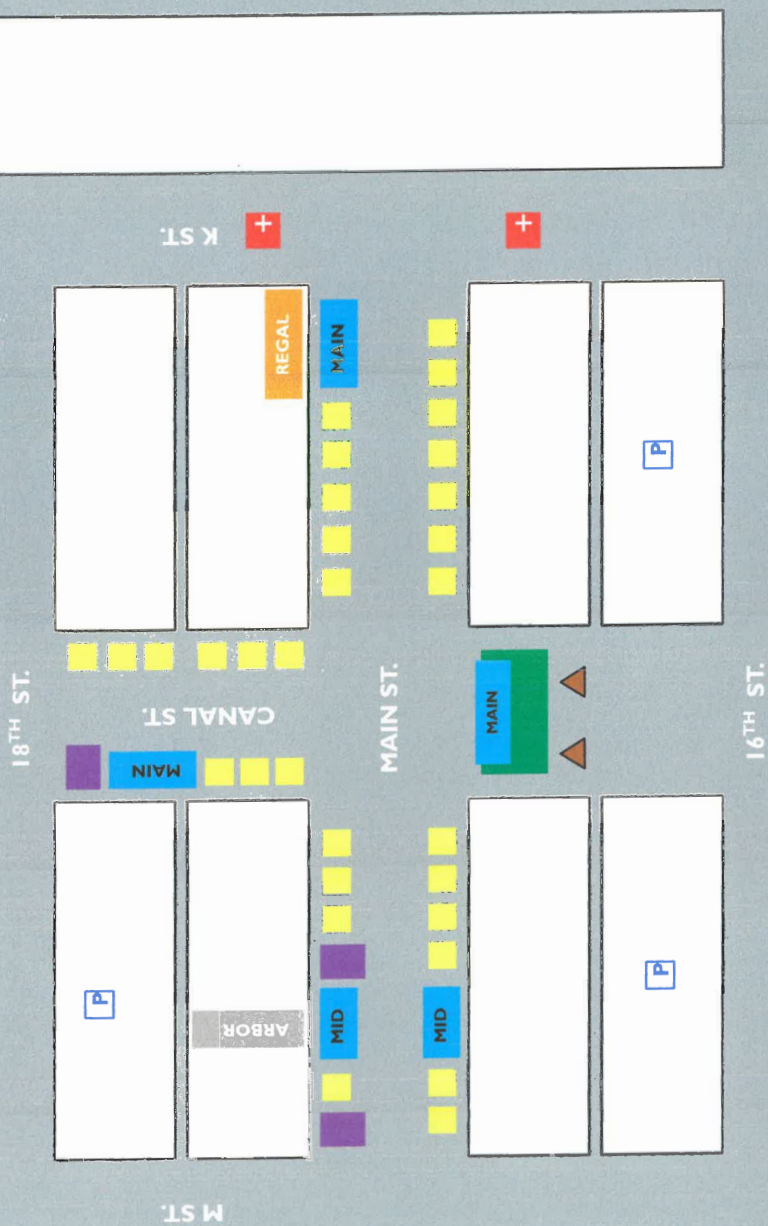 K ST.
+
+
REGAL
MAIN
P
18TH ST.
CANAL ST.
MAIN ST.
MAIN
16TH ST.
MAIN
P
P
ARBOR
MID
MID
M ST.